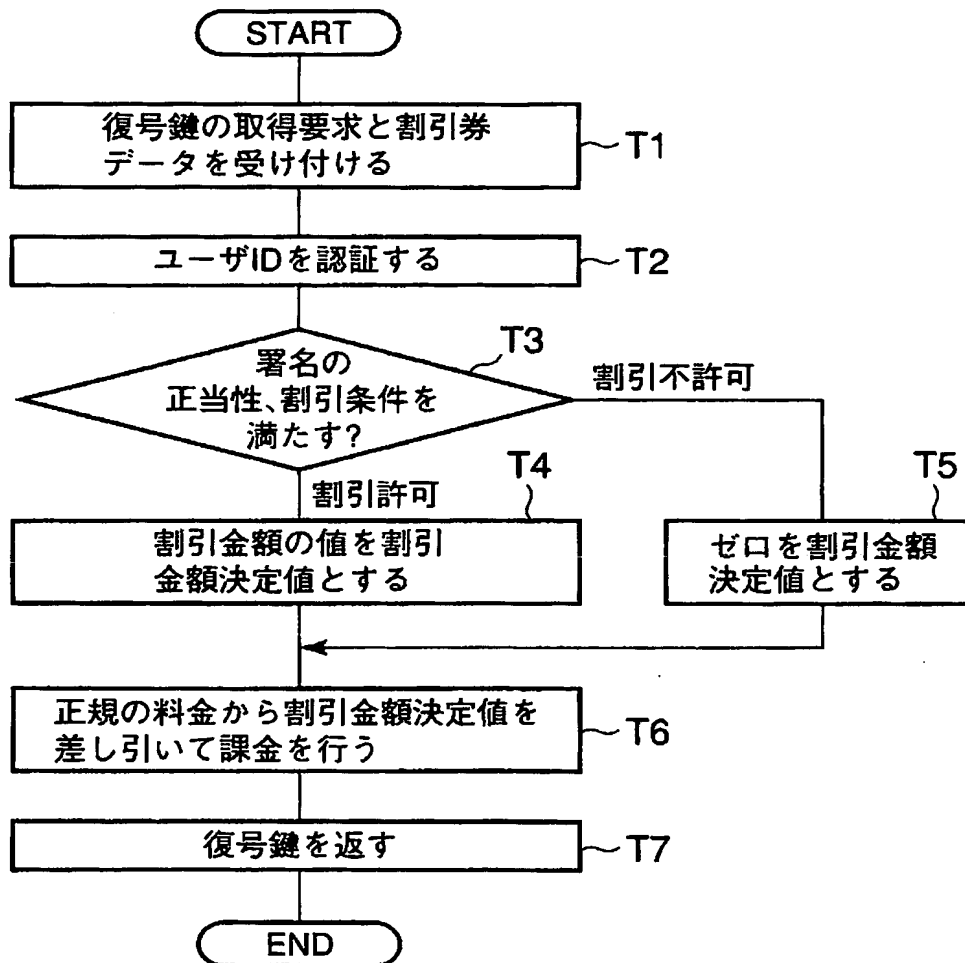 START
復号鍵の取得要求と割引券
データを受け付ける
T1
ユーザIDを認証する
T2
T3
署名の
正当性、割引条件を
満たす?
割引不許可
割引許可
T4
割引金額の値を割引
金額決定値とする
T5
ゼロを割引金額
決定値とする
正規の料金から割引金額決定値を
差し引いて課金を行う
T6
復号鍵を返す
T7
END